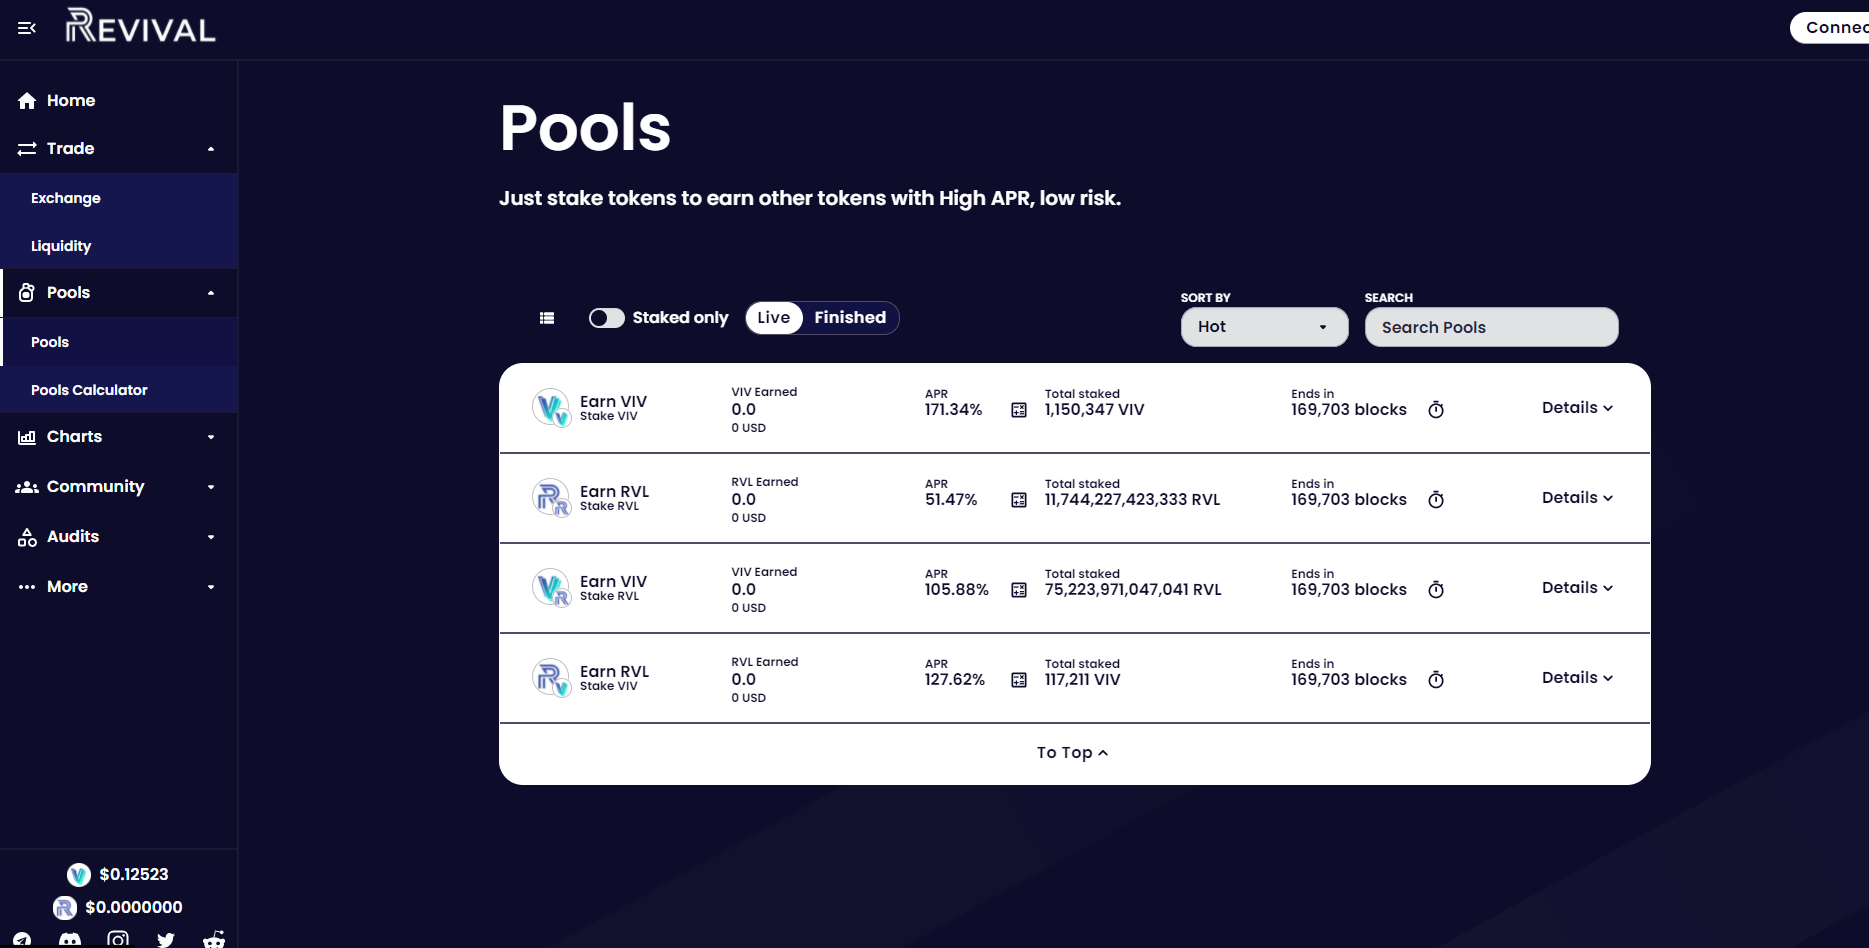 REVIVAL
Connec
Home
Trade
Exchange
Liquidity
Pools
Pools
Pools Calculator
Charts
Community
Audits
More
$0.12523
$0.0000000
Pools
Just stake tokens to earn other tokens with High APR, low risk.
Staked only
Live Finished
SORT BY
Hot
SEARCH
Search Pools
Earn VIV
Stake VIV
VIV Earned
0.0
0 USD
APR
171.34%
Total staked
1,150,347 VIV
Ends in
169,703 blocks
Details
Earn RVL
Stake RVL
RVL Earned
0.0
0 USD
APR
51.47%
Total staked
11,744,227,423,333 RVL
Ends in
169,703 blocks
Details
Earn VIV
Stake RVL
VIV Earned
0.0
0 USD
APR
105.88%
Total staked
75,223,971,047,041 RVL
Ends in
169,703 blocks
Details
Earn RVL
Stake VIV
RVL Earned
0.0
0 USD
APR
127.62%
Total staked
117,211 VIV
Ends in
169,703 blocks
Details
To Top